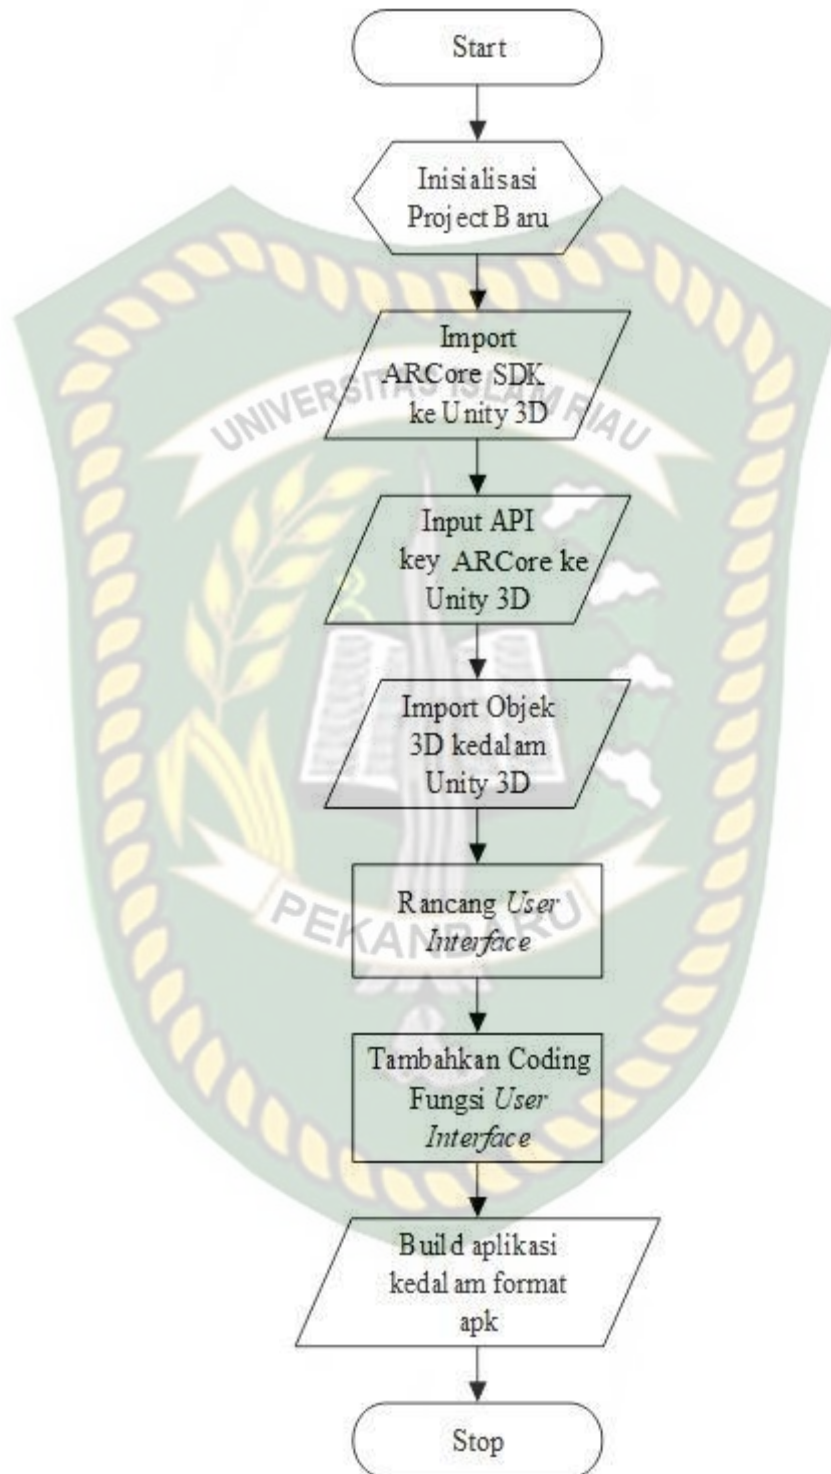 Start
Inisialisasi
Project Baru
Import
ARCore SDK
ke Unity 3D
UNIVERSITAS ISLAM RIAU
Input API
key ARCore ke
Unity 3D
Import Objek
3D kedalam
Unity 3D
Rancang User
Interface
PEKANBARU
Tambahkan Coding
Fungsi User
Interface
Build aplikasi
kedalam format
apk
Stop